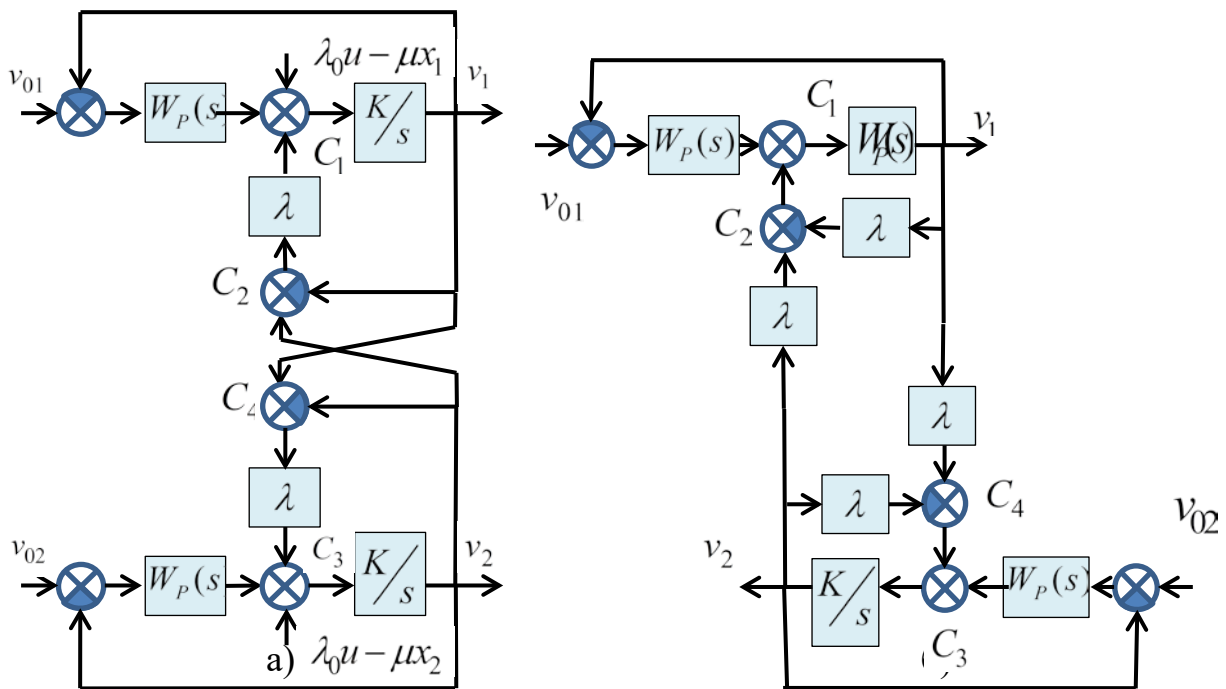 λ₀u − μx₁
v₁
v₀₁
W_P(s
K/s
C₁
λ
C₂
C₄
λ
v₀₂
W_P(s
C₃
K/s
v₂
a) λ₀u − μx₂
C₁
v₁
W_P(s)
v₀₁
C₂
λ
λ
λ
λ
C₄
v₀₂
v₂
K/s
W_P(s)
C₃